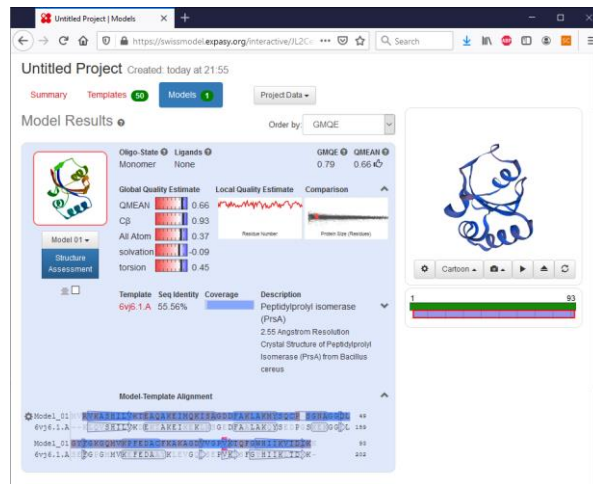 Untitled Project | Models
https://swissmodel.expasy.org/interactive/JL2C
Search
Untitled Project Created: today at 21:55
Summary Templates 50 Models 1 Project Data
Model Results
Order by: GMQE
Oligo-State Ligands GMQE QMEAN
Monomer None 0.79 0.66
Global Quality Estimate Local Quality Estimate Comparison
QMEAN 0.66
Cβ 0.93
All Atom 0.37
solvation -0.09
torsion 0.45
Residue Number Protein Size (Residues)
Model 01
Structure
Assessment
Template Seq Identity Coverage Description
6vj6.1.A 55.56% Peptidylprolyl isomerase
(PrsA)
2.55 Angstrom Resolution
Crystal Structure of Peptidylprolyl
Isomerase (PrsA) from Bacillus
cereus
Model-Template Alignment
Model_01
6vj6.1.A
Model_01
6vj6.1.A
Cartoon
1 93